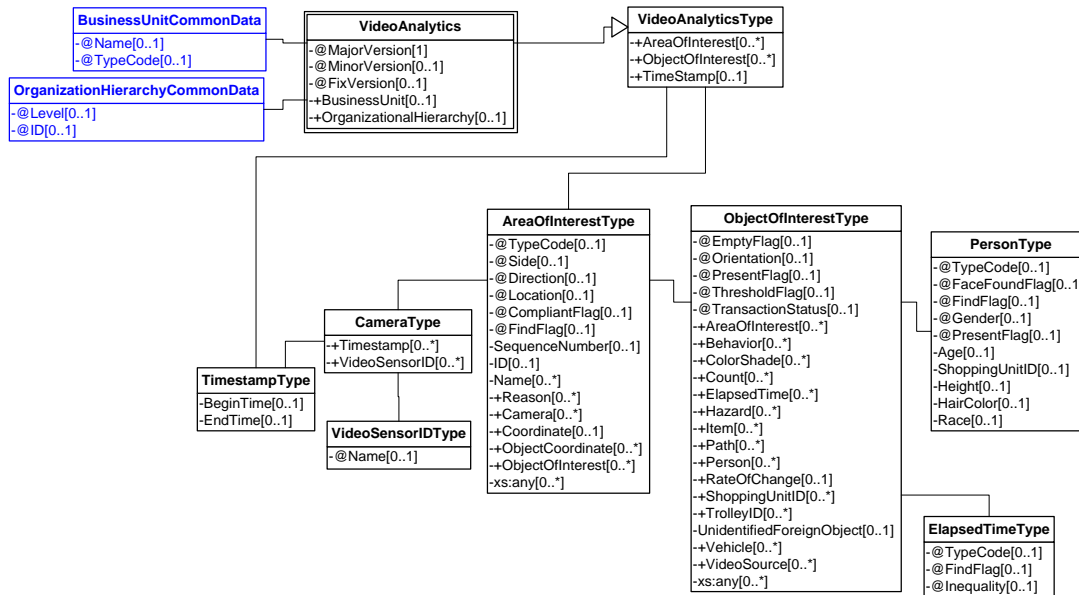 BusinessUnitCommonData
-@Name[0..1]
-@TypeCode[0..1]
OrganizationHierarchyCommonData
-@Level[0..1]
-@ID[0..1]
VideoAnalytics
-@MajorVersion[1]
-@MinorVersion[0..1]
-@FixVersion[0..1]
-+BusinessUnit[0..1]
-+OrganizationalHierarchy[0..1]
VideoAnalyticsType
-+AreaOfInterest[0..*]
-+ObjectOfInterest[0..*]
-+TimeStamp[0..1]
TimestampType
-BeginTime[0..1]
-EndTime[0..1]
CameraType
-+Timestamp[0..*]
-+VideoSensorID[0..*]
VideoSensorIDType
-@Name[0..1]
AreaOfInterestType
-@TypeCode[0..1]
-@Side[0..1]
-@Direction[0..1]
-@Location[0..1]
-@CompliantFlag[0..1]
-@FindFlag[0..1]
-SequenceNumber[0..1]
-ID[0..1]
-Name[0..*]
-+Reason[0..*]
-+Camera[0..*]
-+Coordinate[0..1]
-+ObjectCoordinate[0..*]
-+ObjectOfInterest[0..*]
-xs:any[0..*]
ObjectOfInterestType
-@EmptyFlag[0..1]
-@Orientation[0..1]
-@PresentFlag[0..1]
-@ThresholdFlag[0..1]
-@TransactionStatus[0..1]
-+AreaOfInterest[0..*]
-+Behavior[0..*]
-+ColorShade[0..*]
-+Count[0..*]
-+ElapsedTime[0..*]
-+Hazard[0..*]
-+Item[0..*]
-+Path[0..*]
-+Person[0..*]
-+RateOfChange[0..1]
-+ShoppingUnitID[0..*]
-+TrolleyID[0..*]
-UnidentifiedForeignObject[0..1]
-+Vehicle[0..*]
-+VideoSource[0..*]
-xs:any[0..*]
PersonType
-@TypeCode[0..1]
-@FaceFoundFlag[0..1
-@FindFlag[0..1]
-@Gender[0..1]
-@PresentFlag[0..1]
-Age[0..1]
-ShoppingUnitID[0..1]
-Height[0..1]
-HairColor[0..1]
-Race[0..1]
ElapsedTimeType
-@TypeCode[0..1]
-@FindFlag[0..1]
-@Inequality[0..1]